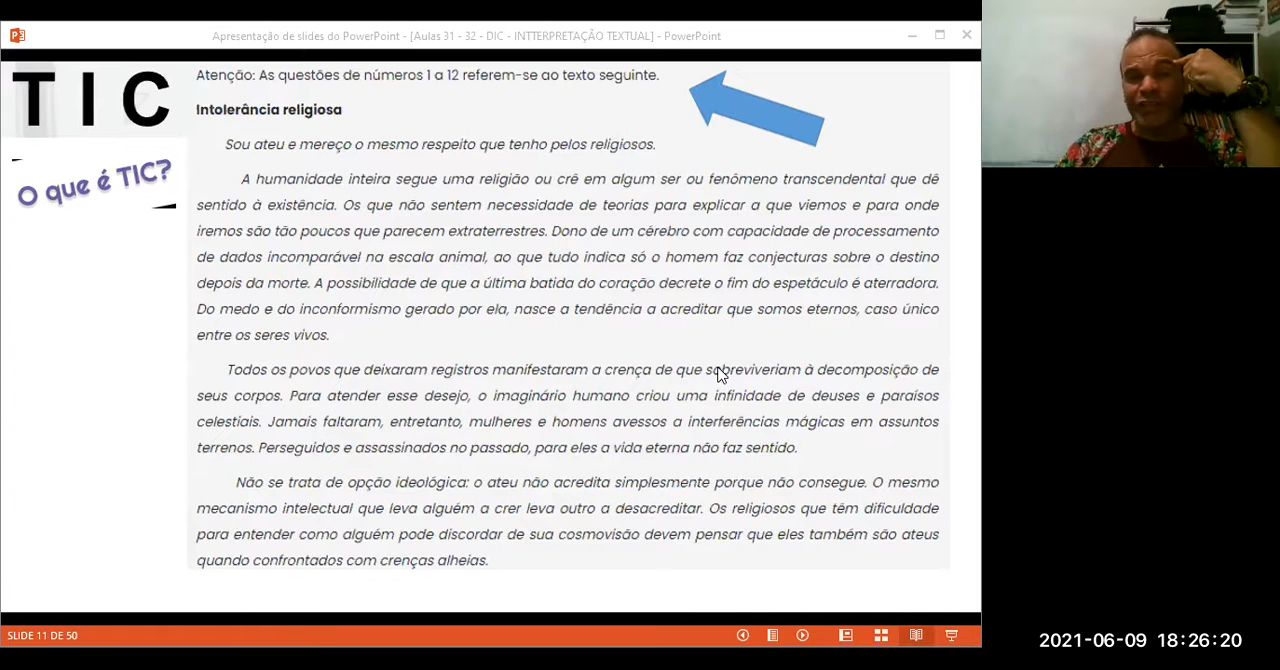 Apresentação de slides do PowerPoint - [Aulas 31 - 32 - DIC - INTTERPRETAÇÃO TEXTUAL] - PowerPoint
T I C
O que é TIC?
Atenção: As questões de números 1 a 12 referem-se ao texto seguinte.
Intolerância religiosa
Sou ateu e mereço o mesmo respeito que tenho pelos religiosos.
A humanidade inteira segue uma religião ou crê em algum ser ou fenômeno transcendental que dê
sentido à existência. Os que não sentem necessidade de teorias para explicar a que viemos e para onde
iremos são tão poucos que parecem extraterrestres. Dono de um cérebro com capacidade de processamento
de dados incomparável na escala animal, ao que tudo indica só o homem faz conjecturas sobre o destino
depois da morte. A possibilidade de que a última batida do coração decrete o fim do espetáculo é aterradora.
Do medo e do inconformismo gerado por ela, nasce a tendência a acreditar que somos eternos, caso único
entre os seres vivos.
Todos os povos que deixaram registros manifestaram a crença de que sobreviveriam à decomposição de
seus corpos. Para atender esse desejo, o imaginário humano criou uma infinidade de deuses e paraísos
celestiais. Jamais faltaram, entretanto, mulheres e homens avessos a interferências mágicas em assuntos
terrenos. Perseguidos e assassinados no passado, para eles a vida eterna não faz sentido.
Não se trata de opção ideológica: o ateu não acredita simplesmente porque não consegue. O mesmo
mecanismo intelectual que leva alguém a crer leva outro a desacreditar. Os religiosos que têm dificuldade
para entender como alguém pode discordar de sua cosmovisão devem pensar que eles também são ateus
quando confrontados com crenças alheias.
SLIDE 11 DE 50
2021-06-09 18:26:20